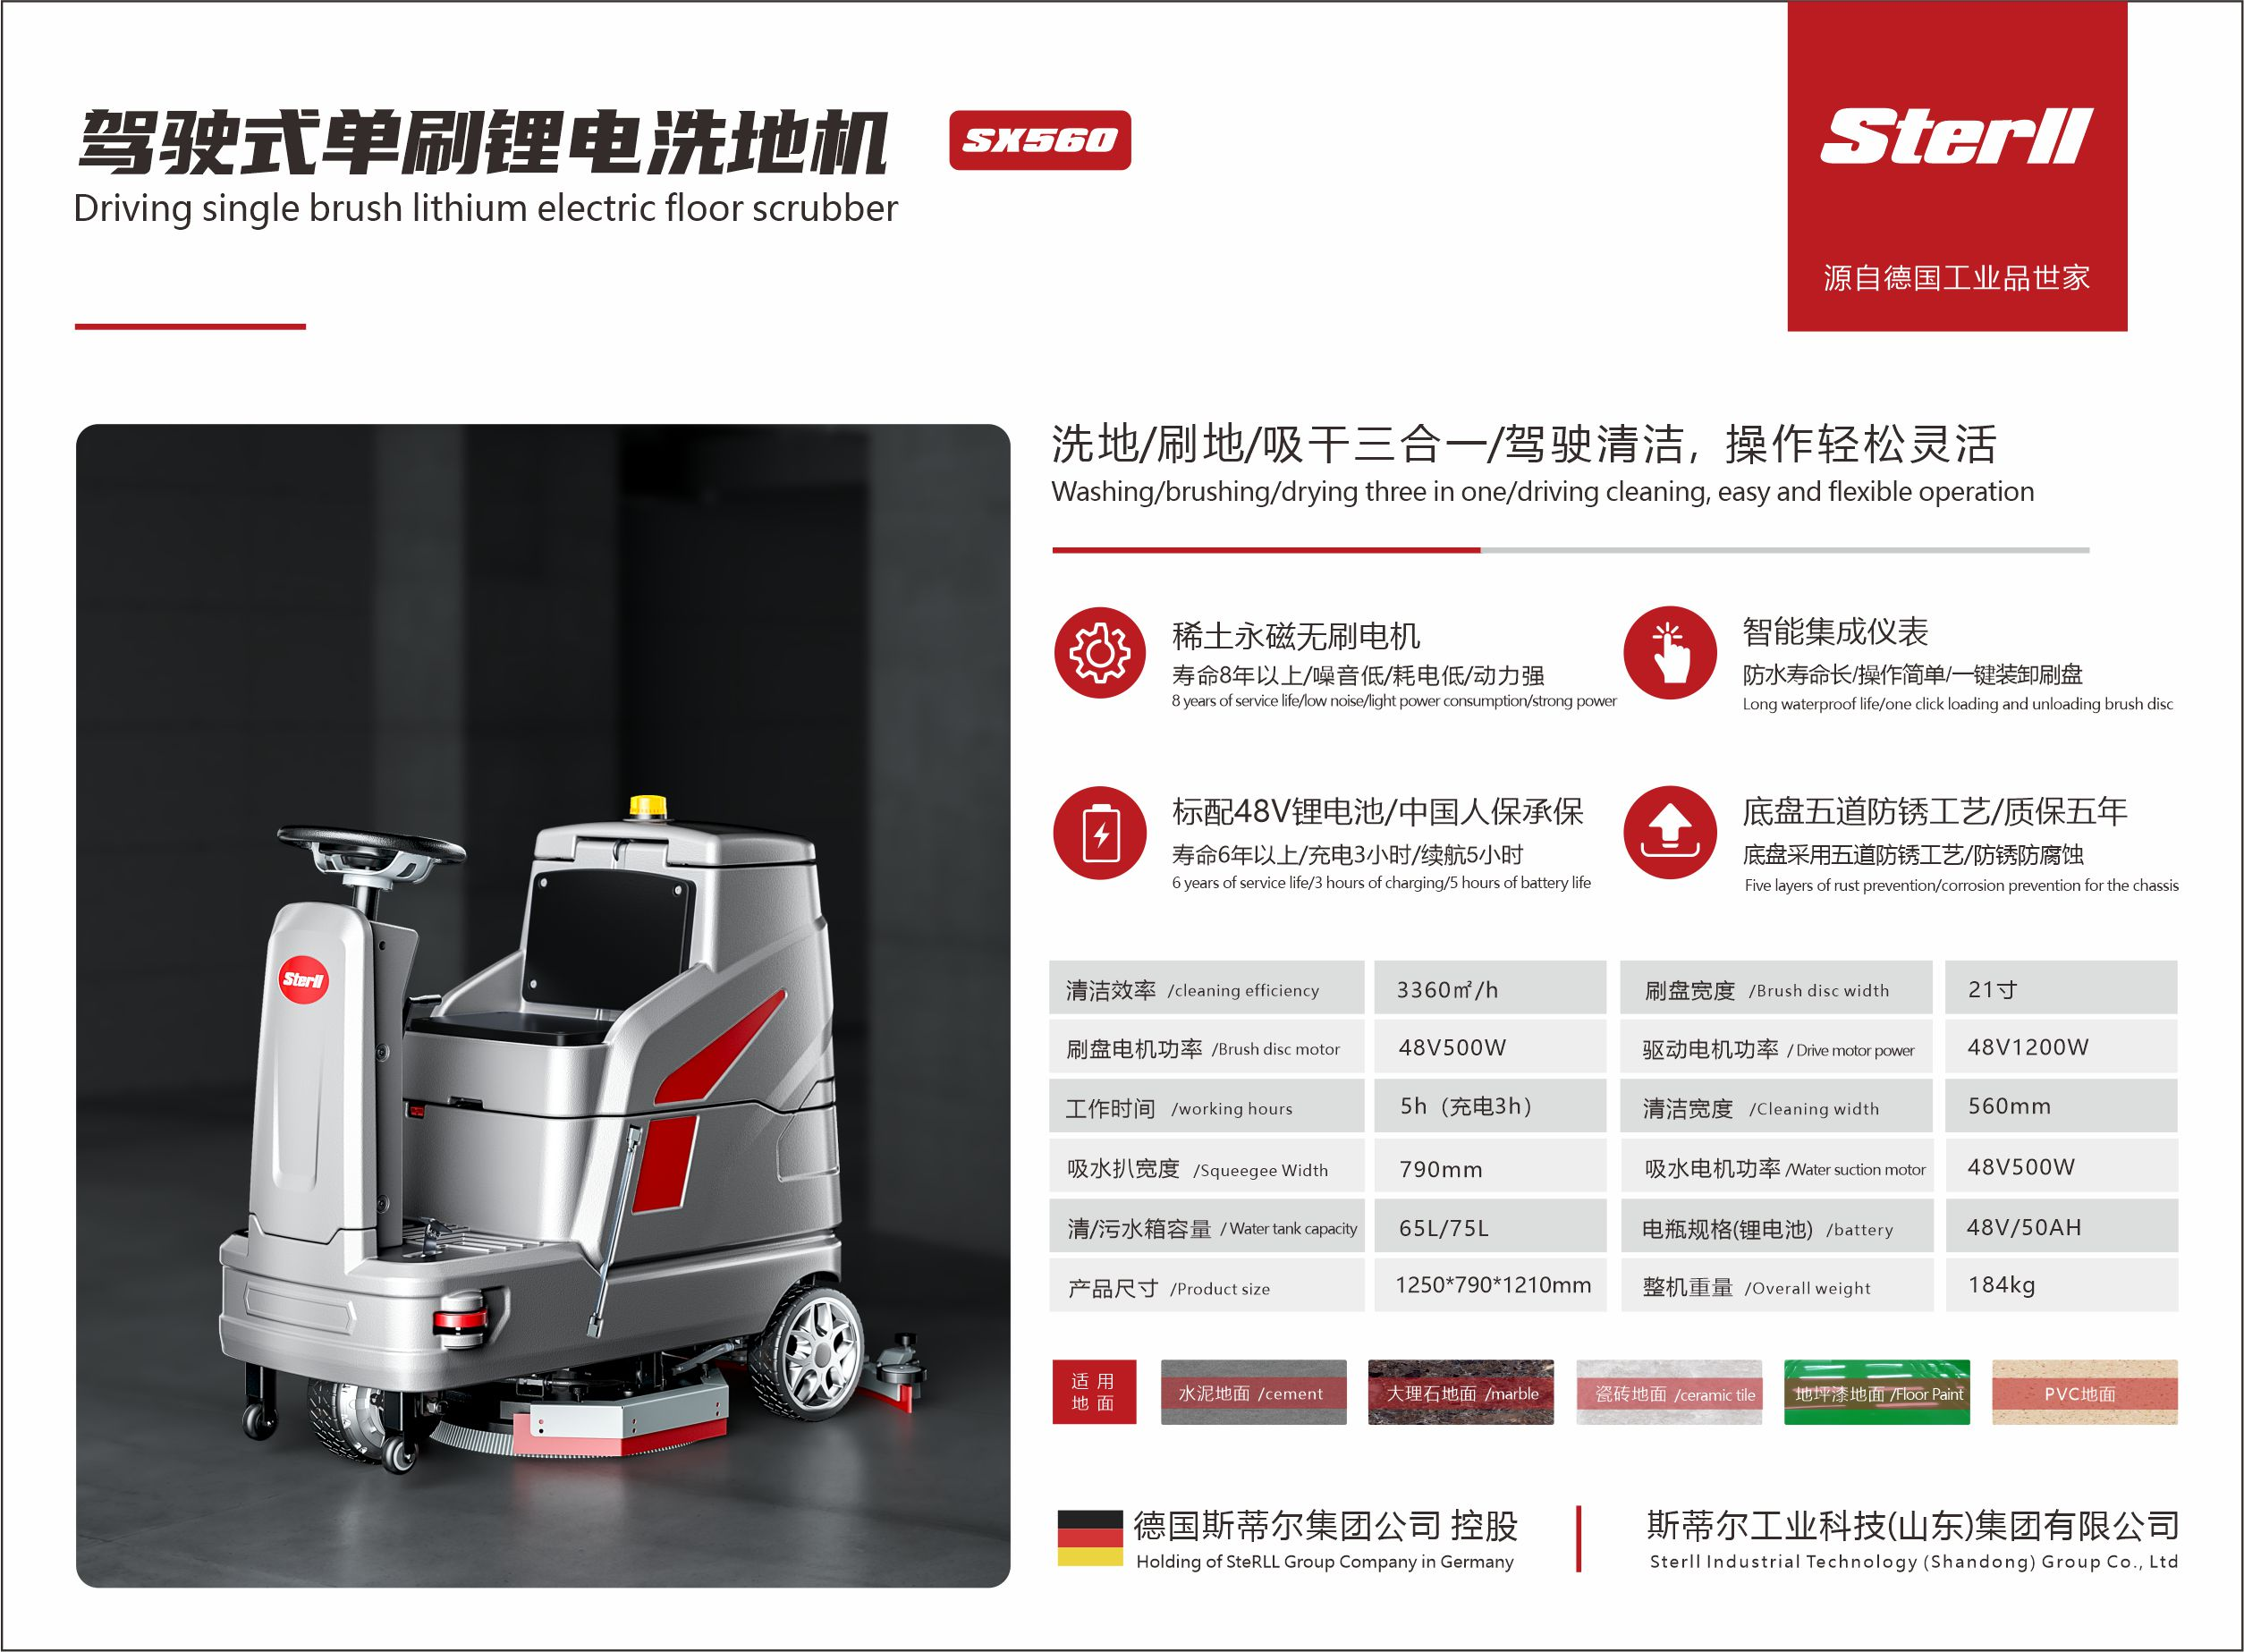 驾驶式单刷锂电洗地机 SX560
Driving single brush lithium electric floor scrubber
Sterll
源自德国工业品世家
Sterll
洗地/刷地/吸干三合一/驾驶清洁, 操作轻松灵活
Washing/brushing/drying three in one/driving cleaning, easy and flexible operation
稀土永磁无刷电机
寿命8年以上/噪音低/耗电低/动力强
8 years of service life/low noise/light power consumption/strong power
智能集成仪表
防水寿命长/操作简单/一键装卸刷盘
Long waterproof life/one click loading and unloading brush disc
标配48V锂电池/中国人保承保
寿命6年以上/充电3小时/续航5小时
6 years of service life/3 hours of charging/5 hours of battery life
底盘五道防锈工艺/质保五年
底盘采用五道防锈工艺/防锈防腐蚀
Five layers of rust prevention/corrosion prevention for the chassis
清洁效率 /cleaning efficiency 3360㎡/h 刷盘宽度 /Brush disc width 21寸
刷盘电机功率 /Brush disc motor 48V500W 驱动电机功率 /Drive motor power 48V1200W
工作时间 /working hours 5h (充电3h) 清洁宽度 /Cleaning width 560mm
吸水扒宽度 /Squeegee Width 790mm 吸水电机功率 /Water suction motor 48V500W
清/污水箱容量 /Water tank capacity 65L/75L 电瓶规格(锂电池) /battery 48V/50AH
产品尺寸 /Product size 1250*790*1210mm 整机重量 /Overall weight 184kg
适用
地面
水泥地面 /cement 大理石地面 /marble 瓷砖地面 /ceramic tile 地坪漆地面 /Floor Paint PVC地面
德国斯蒂尔集团公司 控股
Holding of SteRLL Group Company in Germany
斯蒂尔工业科技(山东)集团有限公司
Sterll Industrial Technology (Shandong) Group Co., Ltd